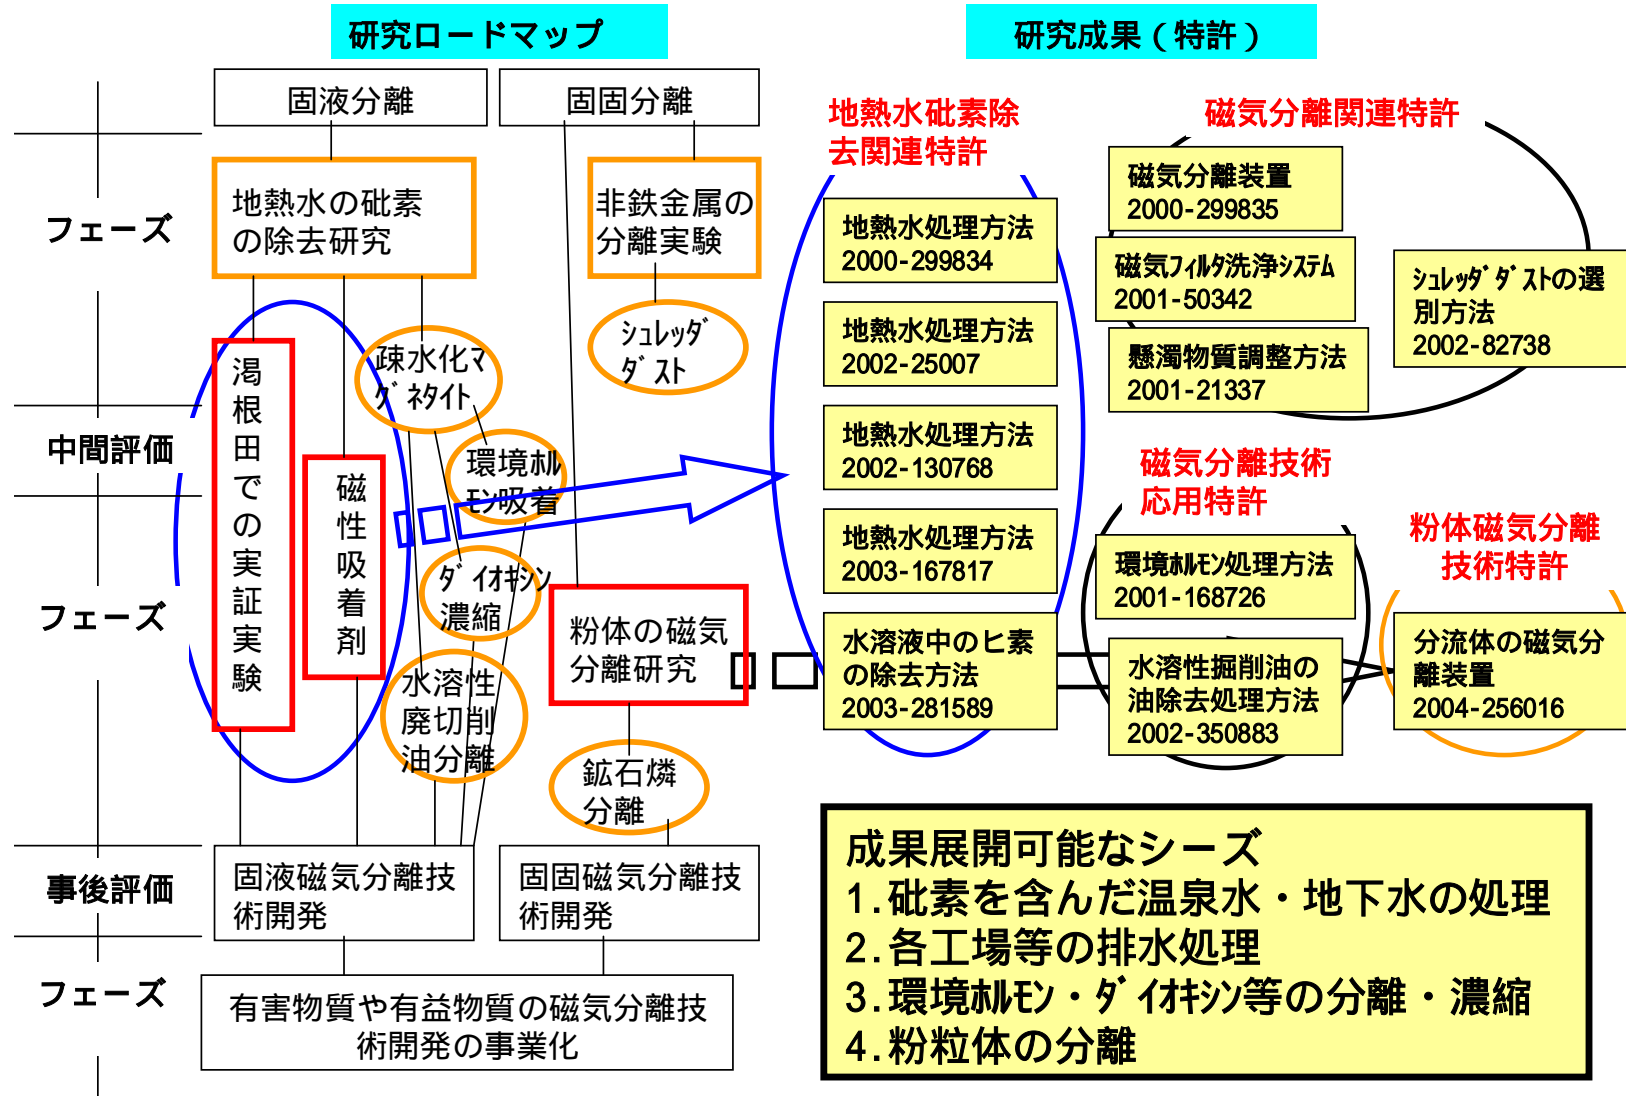 研究ロードマップ
研究成果（特許）
固液分離
固固分離
フェーズ
中間評価
フェーズ
事後評価
フェーズ
地熱水の砒素
の除去研究
非鉄金属の
分離実験
ｼｭﾚｯﾀﾞ
ﾀﾞｽﾄ
渇根田での実証実験
磁性吸着剤
疎水化ﾏ
ｸﾞﾈﾀｲﾄ
環境ﾎﾙ
ﾓﾝ吸着
ﾀﾞｲｵｷｼﾝ
濃縮
水溶性
廃切削
油分離
粉体の磁気
分離研究
鉱石燐
分離
固液磁気分離技
術開発
固固磁気分離技
術開発
有害物質や有益物質の磁気分離技
術開発の事業化
地熱水砒素除
去関連特許
地熱水処理方法
2000-299834
地熱水処理方法
2002-25007
地熱水処理方法
2002-130768
地熱水処理方法
2003-167817
水溶液中のヒ素
の除去方法
2003-281589
磁気分離関連特許
磁気分離装置
2000-299835
磁気ﾌｨﾙﾀ洗浄ｼｽﾃﾑ
2001-50342
懸濁物質調整方法
2001-21337
ｼｭﾚｯﾀﾞﾀﾞｽﾄの選
別方法
2002-82738
磁気分離技術
応用特許
環境ﾎﾙﾓﾝ処理方法
2001-168726
水溶性掘削油の
油除去処理方法
2002-350883
粉体磁気分離
技術特許
分流体の磁気分
離装置
2004-256016
成果展開可能なシーズ
1.砒素を含んだ温泉水・地下水の処理
2.各工場等の排水処理
3.環境ﾎﾙﾓﾝ・ﾀﾞｲｵｷｼﾝ等の分離・濃縮
4.粉粒体の分離